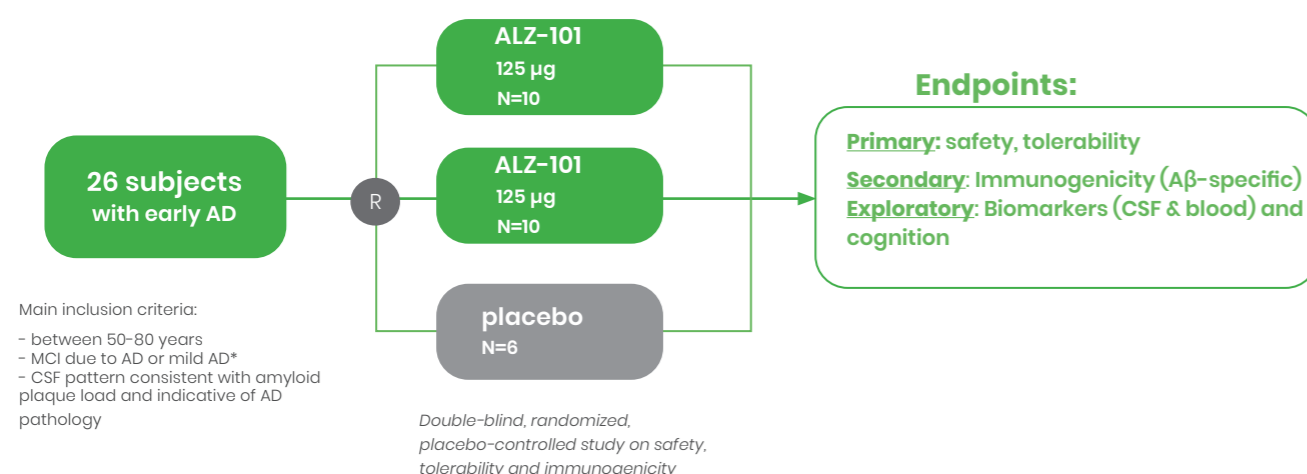 26 subjects
with early AD
Main inclusion criteria:
- between 50-80 years
- MCI due to AD or mild AD*
- CSF pattern consistent with amyloid
plaque load and indicative of AD
pathology
R
ALZ-101
125 µg
N=10
ALZ-101
125 µg
N=10
placebo
N=6
Double-blind, randomized,
placebo-controlled study on safety,
tolerability and immunogenicity
Endpoints:
Primary: safety, tolerability
Secondary: Immunogenicity (Aβ-specific)
Exploratory: Biomarkers (CSF & blood) and
cognition